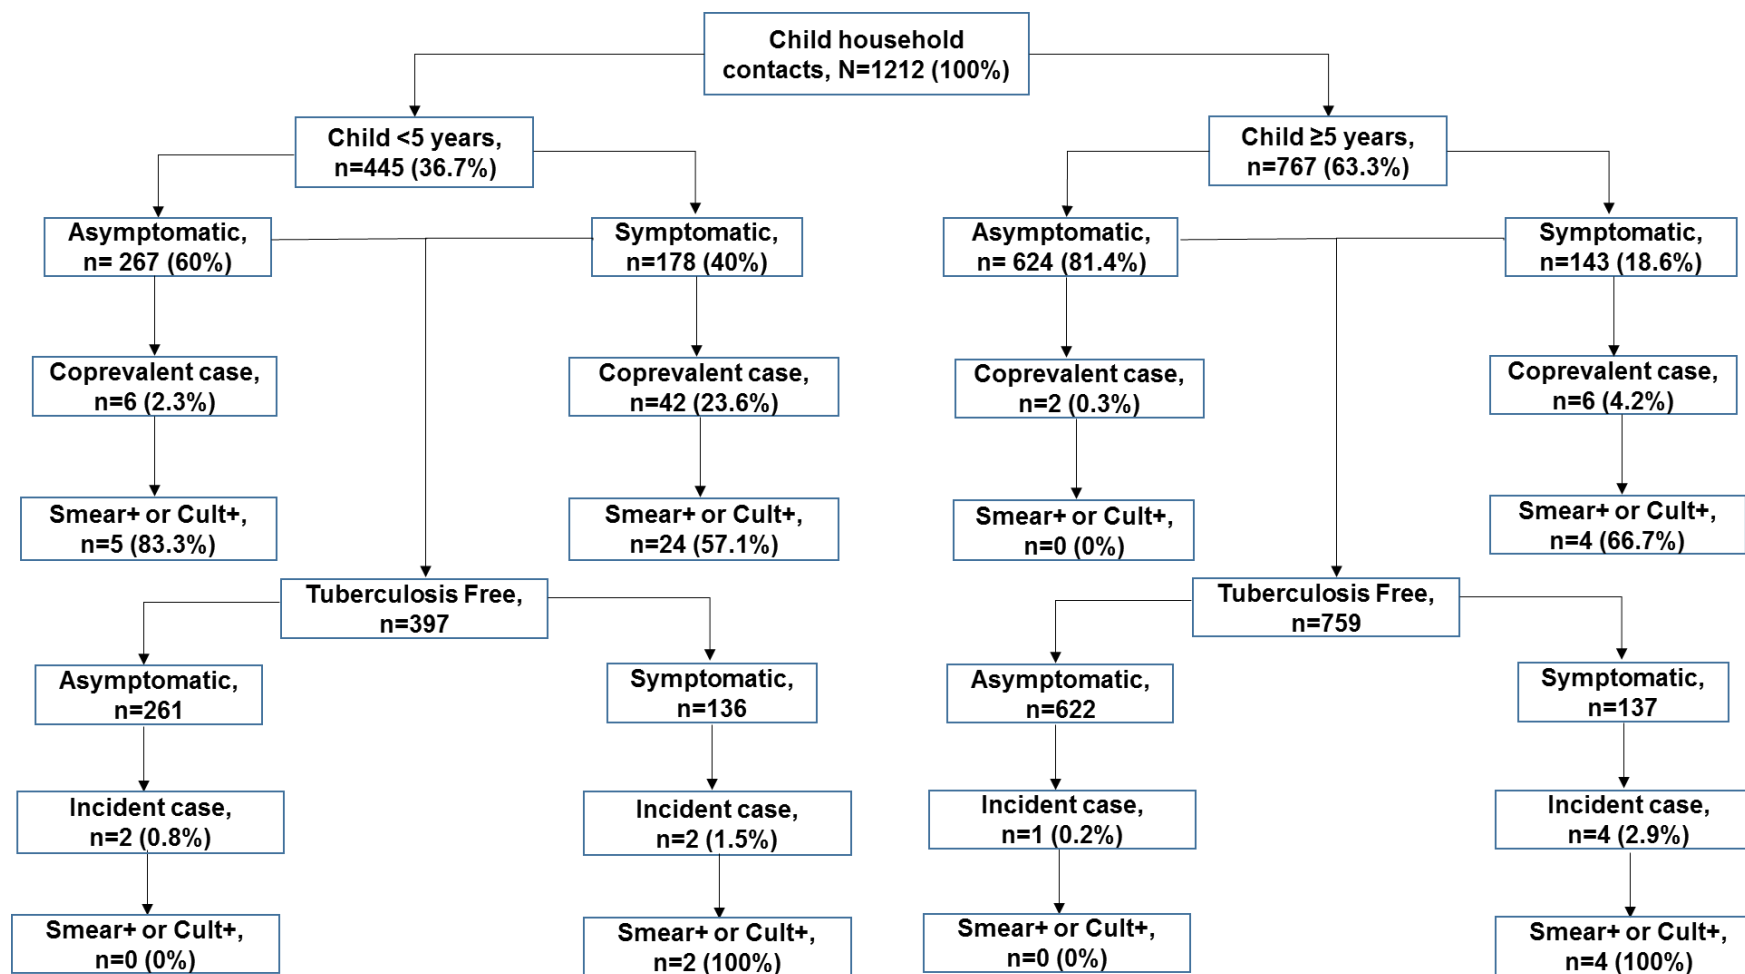 Child household
contacts, N=1212 (100%)
Child <5 years,
n=445 (36.7%)
Child ≥5 years,
n=767 (63.3%)
Asymptomatic,
n= 267 (60%)
Symptomatic,
n=178 (40%)
Asymptomatic,
n= 624 (81.4%)
Symptomatic,
n=143 (18.6%)
Coprevalent case,
n=6 (2.3%)
Coprevalent case,
n=42 (23.6%)
Coprevalent case,
n=2 (0.3%)
Coprevalent case,
n=6 (4.2%)
Smear+ or Cult+,
n=5 (83.3%)
Smear+ or Cult+,
n=24 (57.1%)
Smear+ or Cult+,
n=0 (0%)
Smear+ or Cult+,
n=4 (66.7%)
Tuberculosis Free,
n=397
Tuberculosis Free,
n=759
Asymptomatic,
n=261
Symptomatic,
n=136
Asymptomatic,
n=622
Symptomatic,
n=137
Incident case,
n=2 (0.8%)
Incident case,
n=2 (1.5%)
Incident case,
n=1 (0.2%)
Incident case,
n=4 (2.9%)
Smear+ or Cult+,
n=0 (0%)
Smear+ or Cult+,
n=2 (100%)
Smear+ or Cult+,
n=0 (0%)
Smear+ or Cult+,
n=4 (100%)